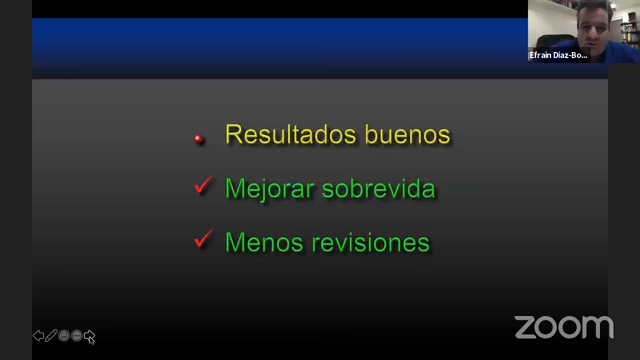 Efrain Diaz-Bo...
Resultados buenos
Mejorar sobrevida
Menos revisiones
zoom